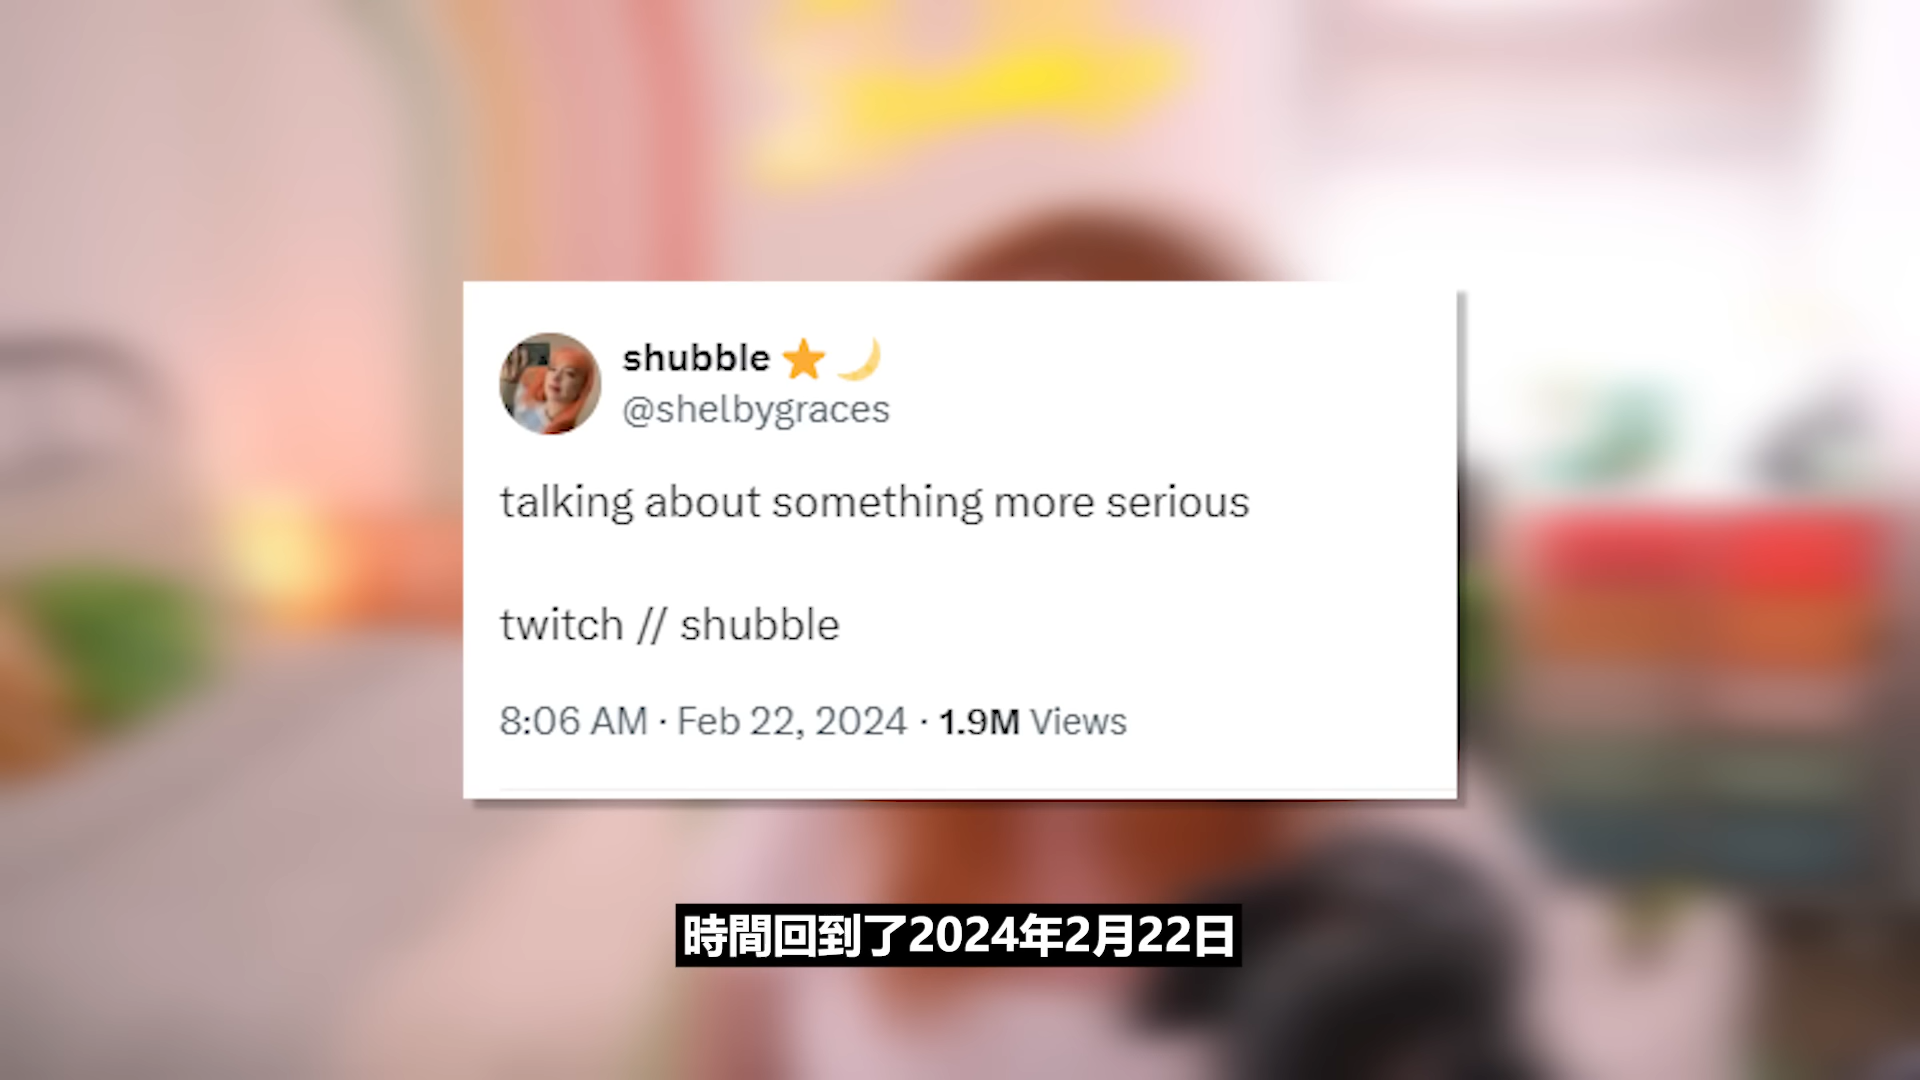 shubble ⭐🌙
@shelbygraces
talking about something more serious
twitch // shubble
8:06 AM · Feb 22, 2024 · 1.9M Views
時間回到了2024年2月22日